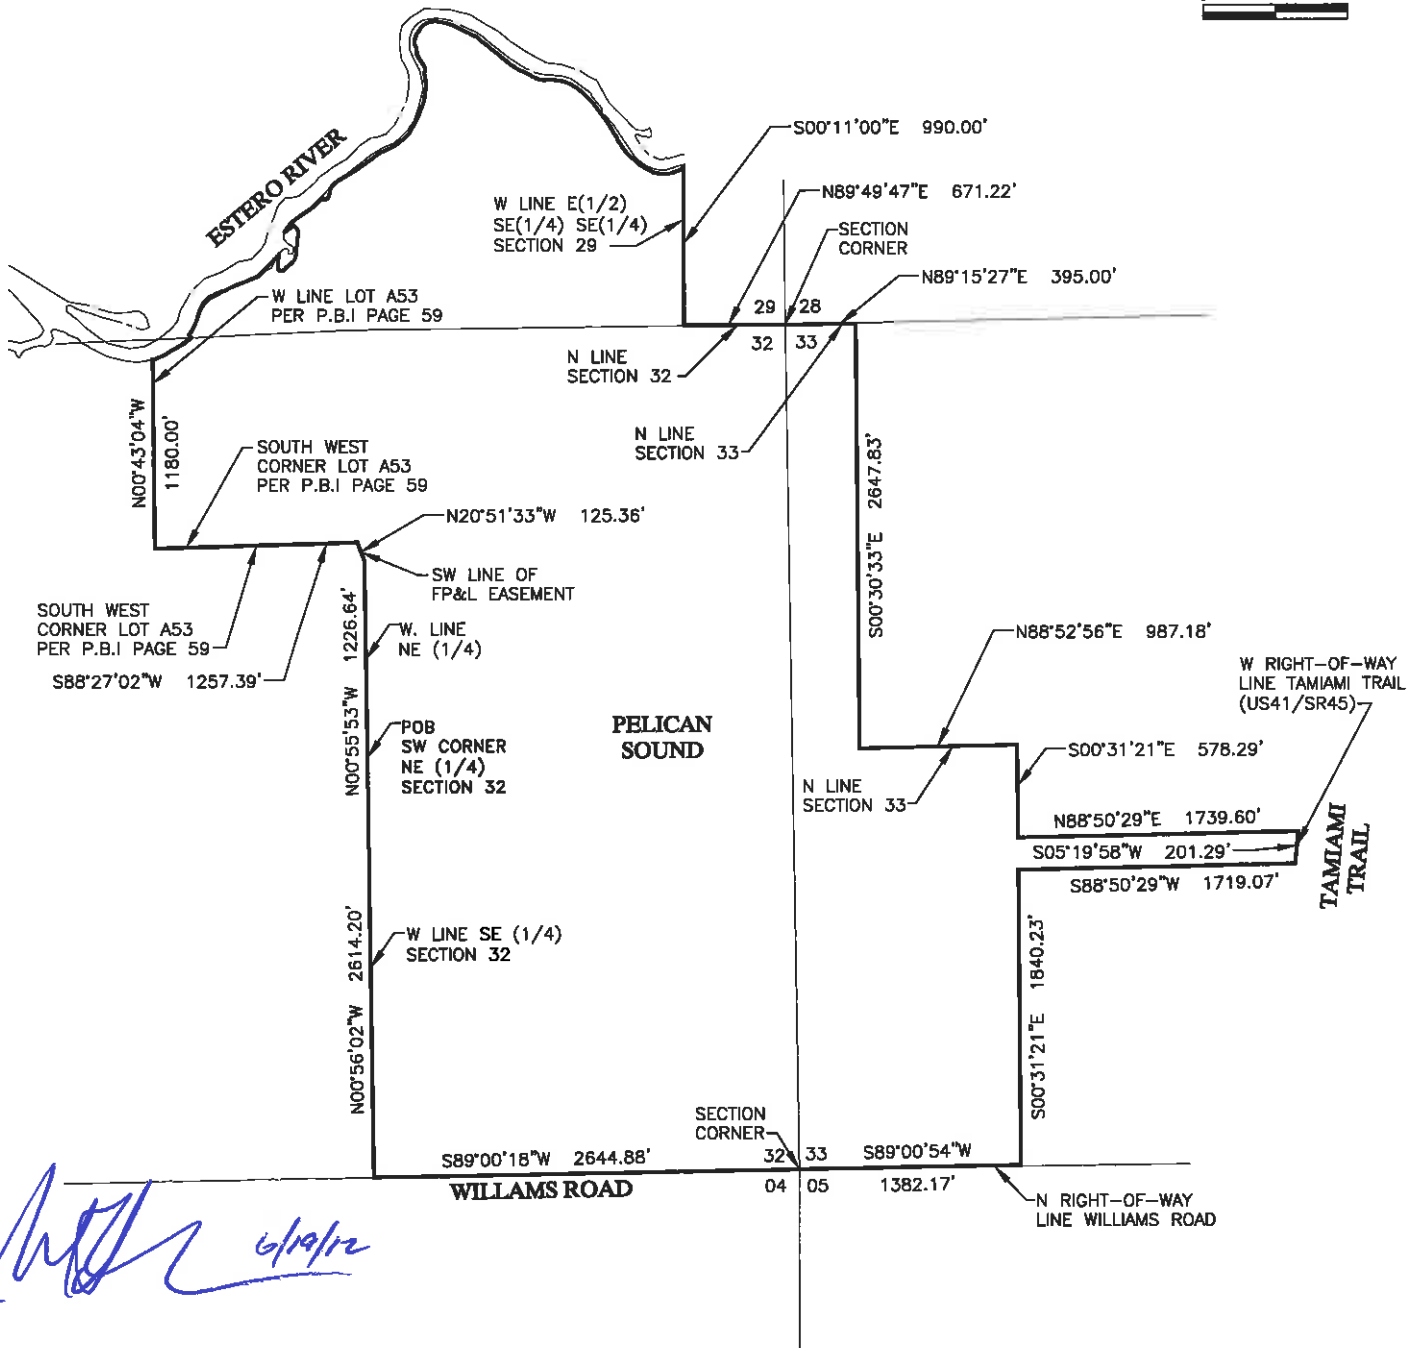 S00°11'00"E 990.00'
N89°49'47"E 671.22'
W LINE E(1/2)
SE(1/4) SE(1/4)
SECTION 29
SECTION
CORNER
ESTERO RIVER
N89°15'27"E 395.00'
W LINE LOT A53
PER P.B.I PAGE 59
29 28
32 33
N LINE
SECTION 32
N LINE
SECTION 33
N00°43'04"W
1180.00'
SOUTH WEST
CORNER LOT A53
PER P.B.I PAGE 59
N20°51'33"W 125.36'
SW LINE OF
FP&L EASEMENT
S00°30'33"E 2647.83'
SOUTH WEST
CORNER LOT A53
PER P.B.I PAGE 59
S88°27'02"W 1257.39'
N00°55'53"W 1226.64'
W. LINE
NE (1/4)
POB
SW CORNER
NE (1/4)
SECTION 32
PELICAN
SOUND
N88°52'56"E 987.18'
W RIGHT-OF-WAY
LINE TAMIAMI TRAIL
(US41/SR45)
S00°31'21"E 578.29'
N LINE
SECTION 33
N88°50'29"E 1739.60'
S05°19'58"W 201.29'
S88°50'29"W 1719.07'
TAMIAMI
TRAIL
W LINE SE (1/4)
SECTION 32
N00°56'02"W 2614.20'
S00°31'21"E 1840.23'
SECTION
CORNER
S89°00'18"W 2644.88'
32 33
S89°00'54"W
WILLAMS ROAD
04 05
1382.17'
N RIGHT-OF-WAY
LINE WILLIAMS ROAD
6/19/12